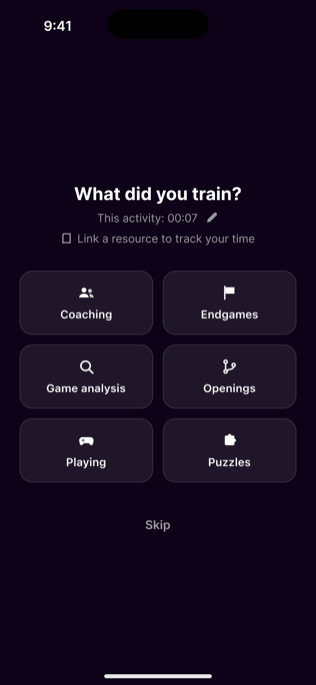 9:41
What did you train?
This activity: 00:07
Link a resource to track your time
Coaching
Endgames
Game analysis
Openings
Playing
Puzzles
Skip